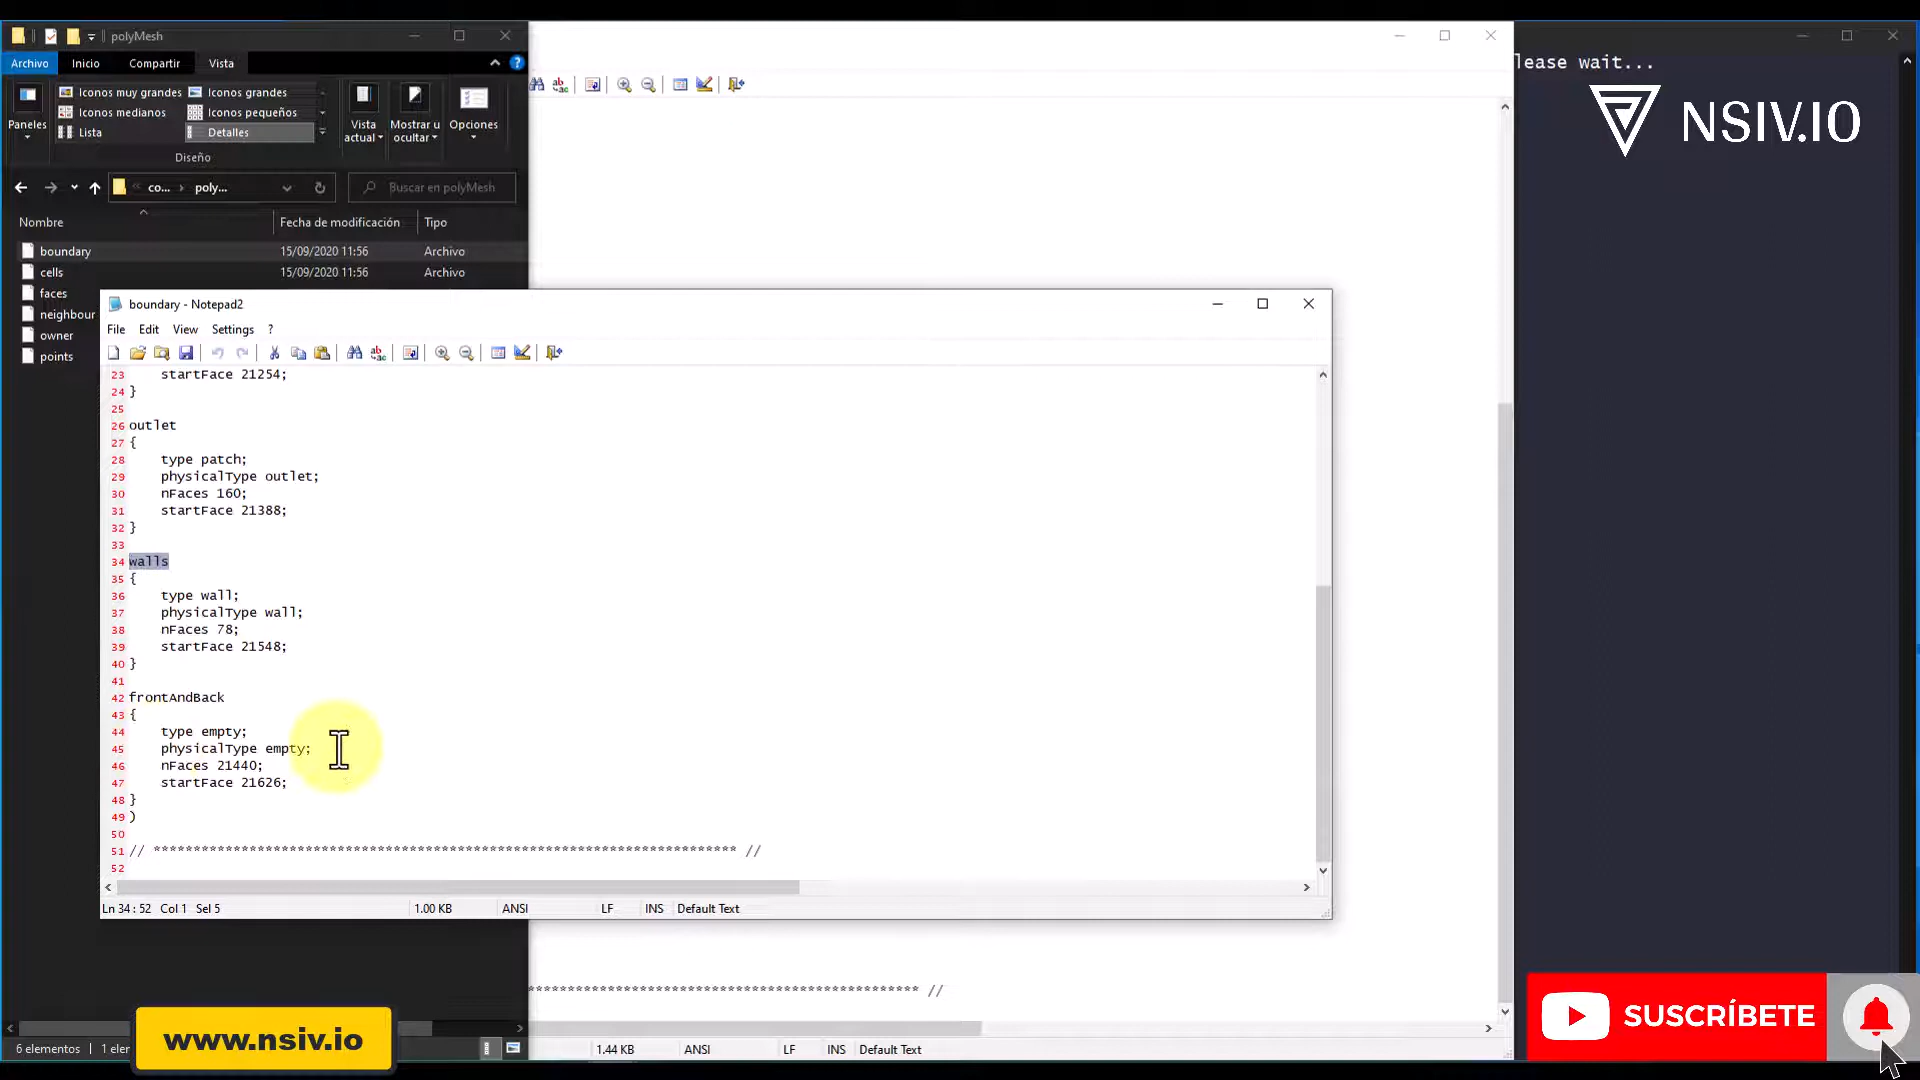 polyMesh
Archivo Inicio Compartir Vista
Iconos muy grandes Iconos grandes
Iconos medianos Iconos pequeños
Lista Detalles
Paneles
Vista actual
Mostrar u ocultar
Opciones
Diseño
co... poly...
Buscar en polyMesh
Nombre Fecha de modificación Tipo
boundary 15/09/2020 11:56 Archivo
cells 15/09/2020 11:56 Archivo
faces
neighbour
owner
points
lease wait...
NSIV.IO
boundary - Notepad2
File Edit View Settings ?
23 startFace 21254;
24 }
25
26 outlet
27 {
28 type patch;
29 physicalType outlet;
30 nFaces 160;
31 startFace 21388;
32 }
33
34 walls
35 {
36 type wall;
37 physicalType wall;
38 nFaces 78;
39 startFace 21548;
40 }
41
42 frontAndBack
43 {
44 type empty;
45 physicalType empty;
46 nFaces 21440;
47 startFace 21626;
48 }
49 )
50
51 // ************************************************************************* //
52
Ln 34 : 52 Col 1 Sel 5 1.00 KB ANSI LF INS Default Text
************************************************* //
6 elementos 1 eler
1.44 KB ANSI LF INS Default Text
www.nsiv.io
SUSCRÍBETE